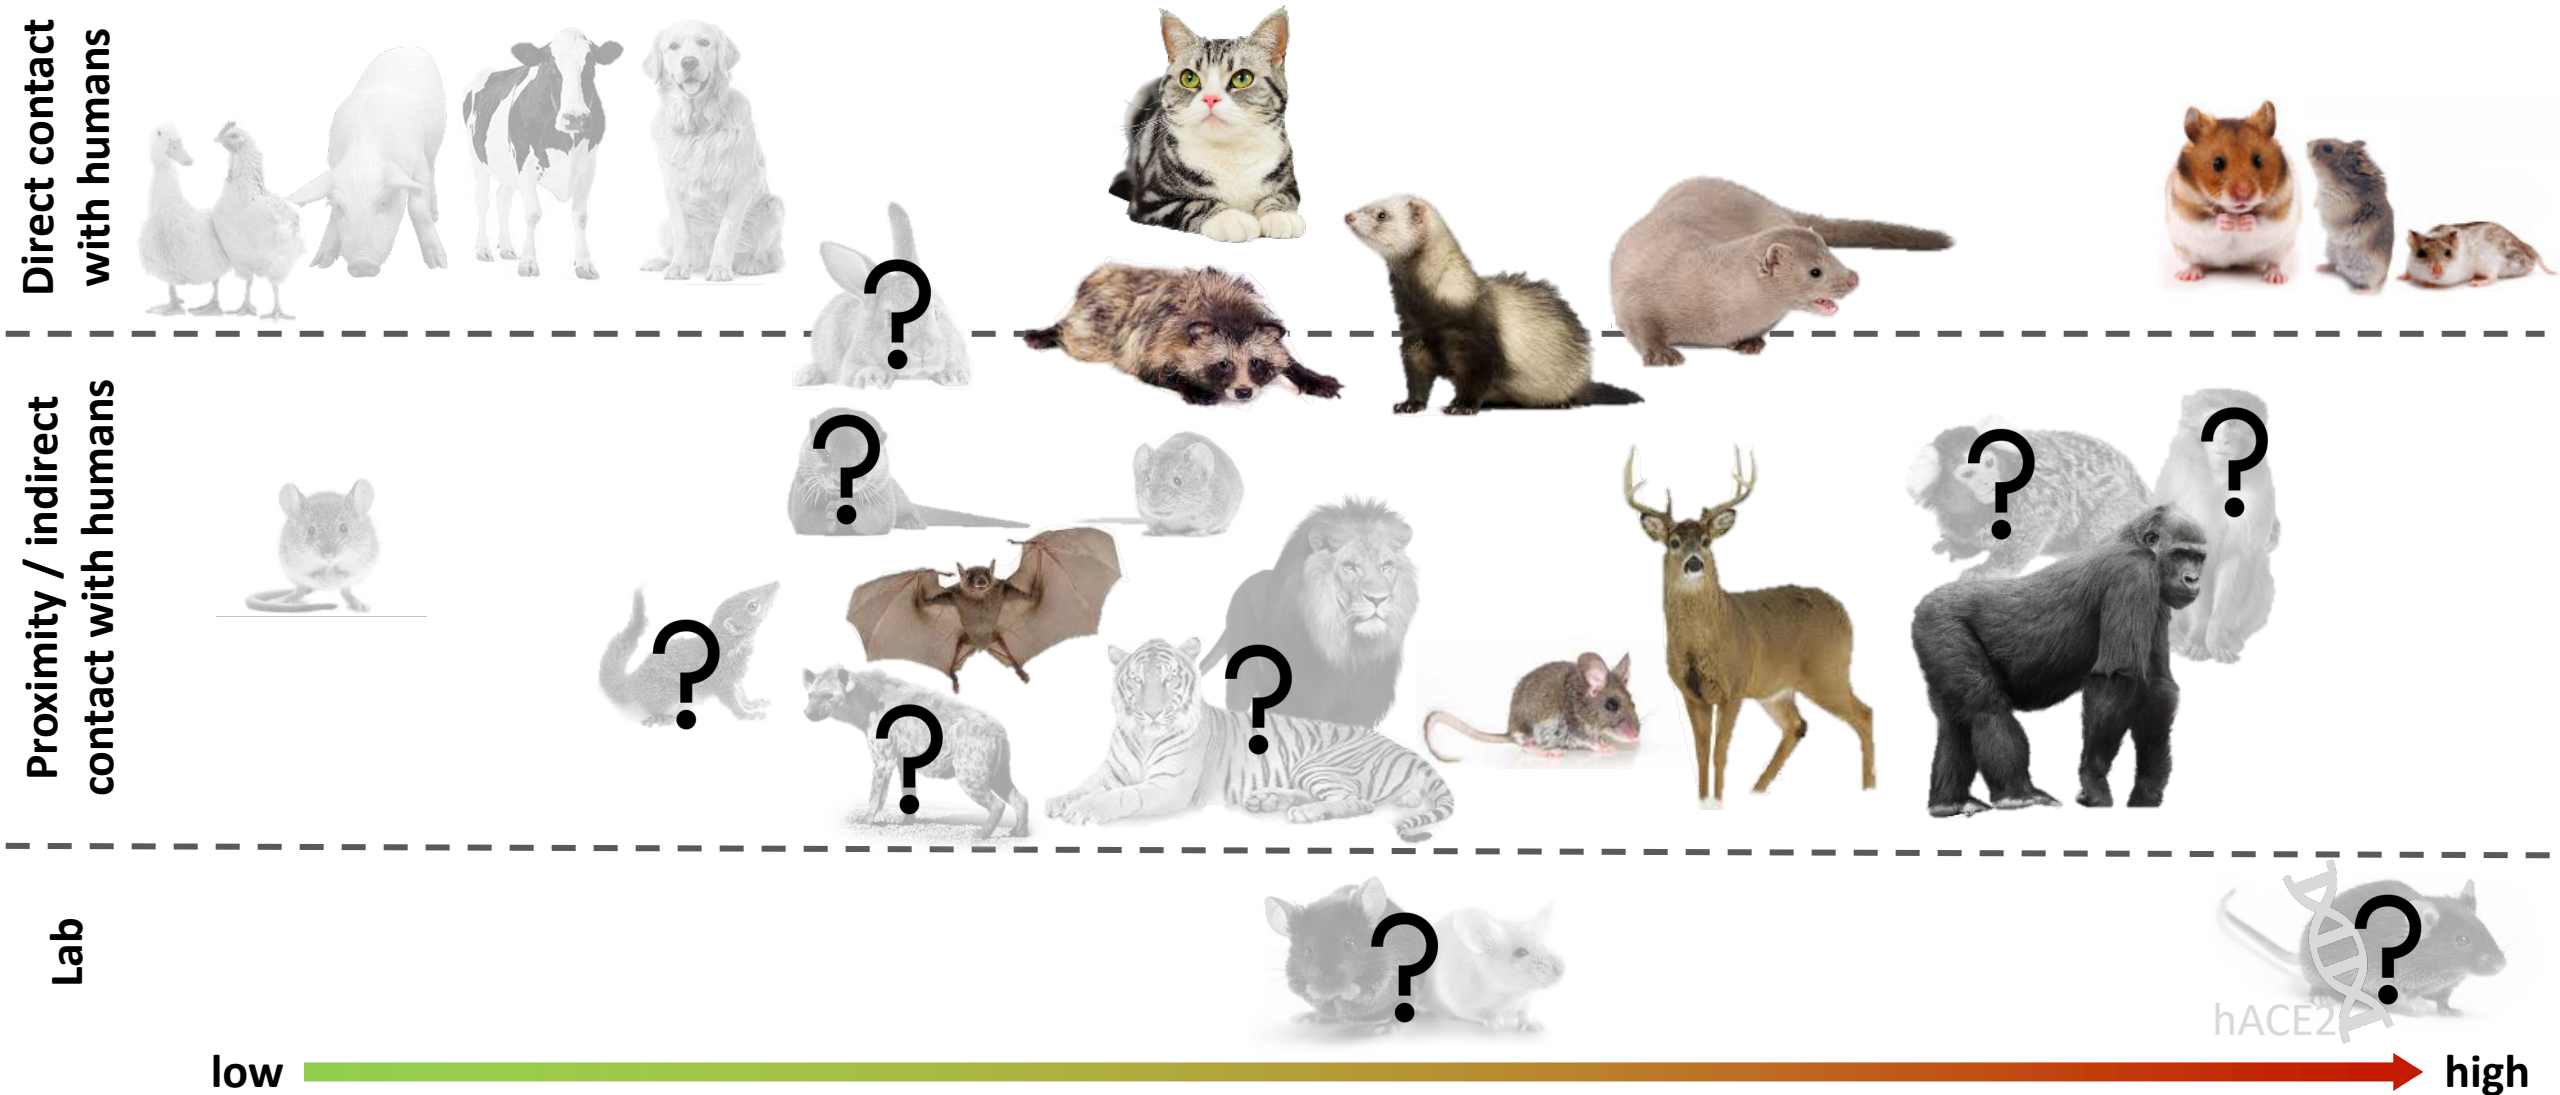 Direct contact
with humans
?
Proximity / indirect
contact with humans
?
?
?
?
?
?
?
Lab
?
?
hACE2
low
high